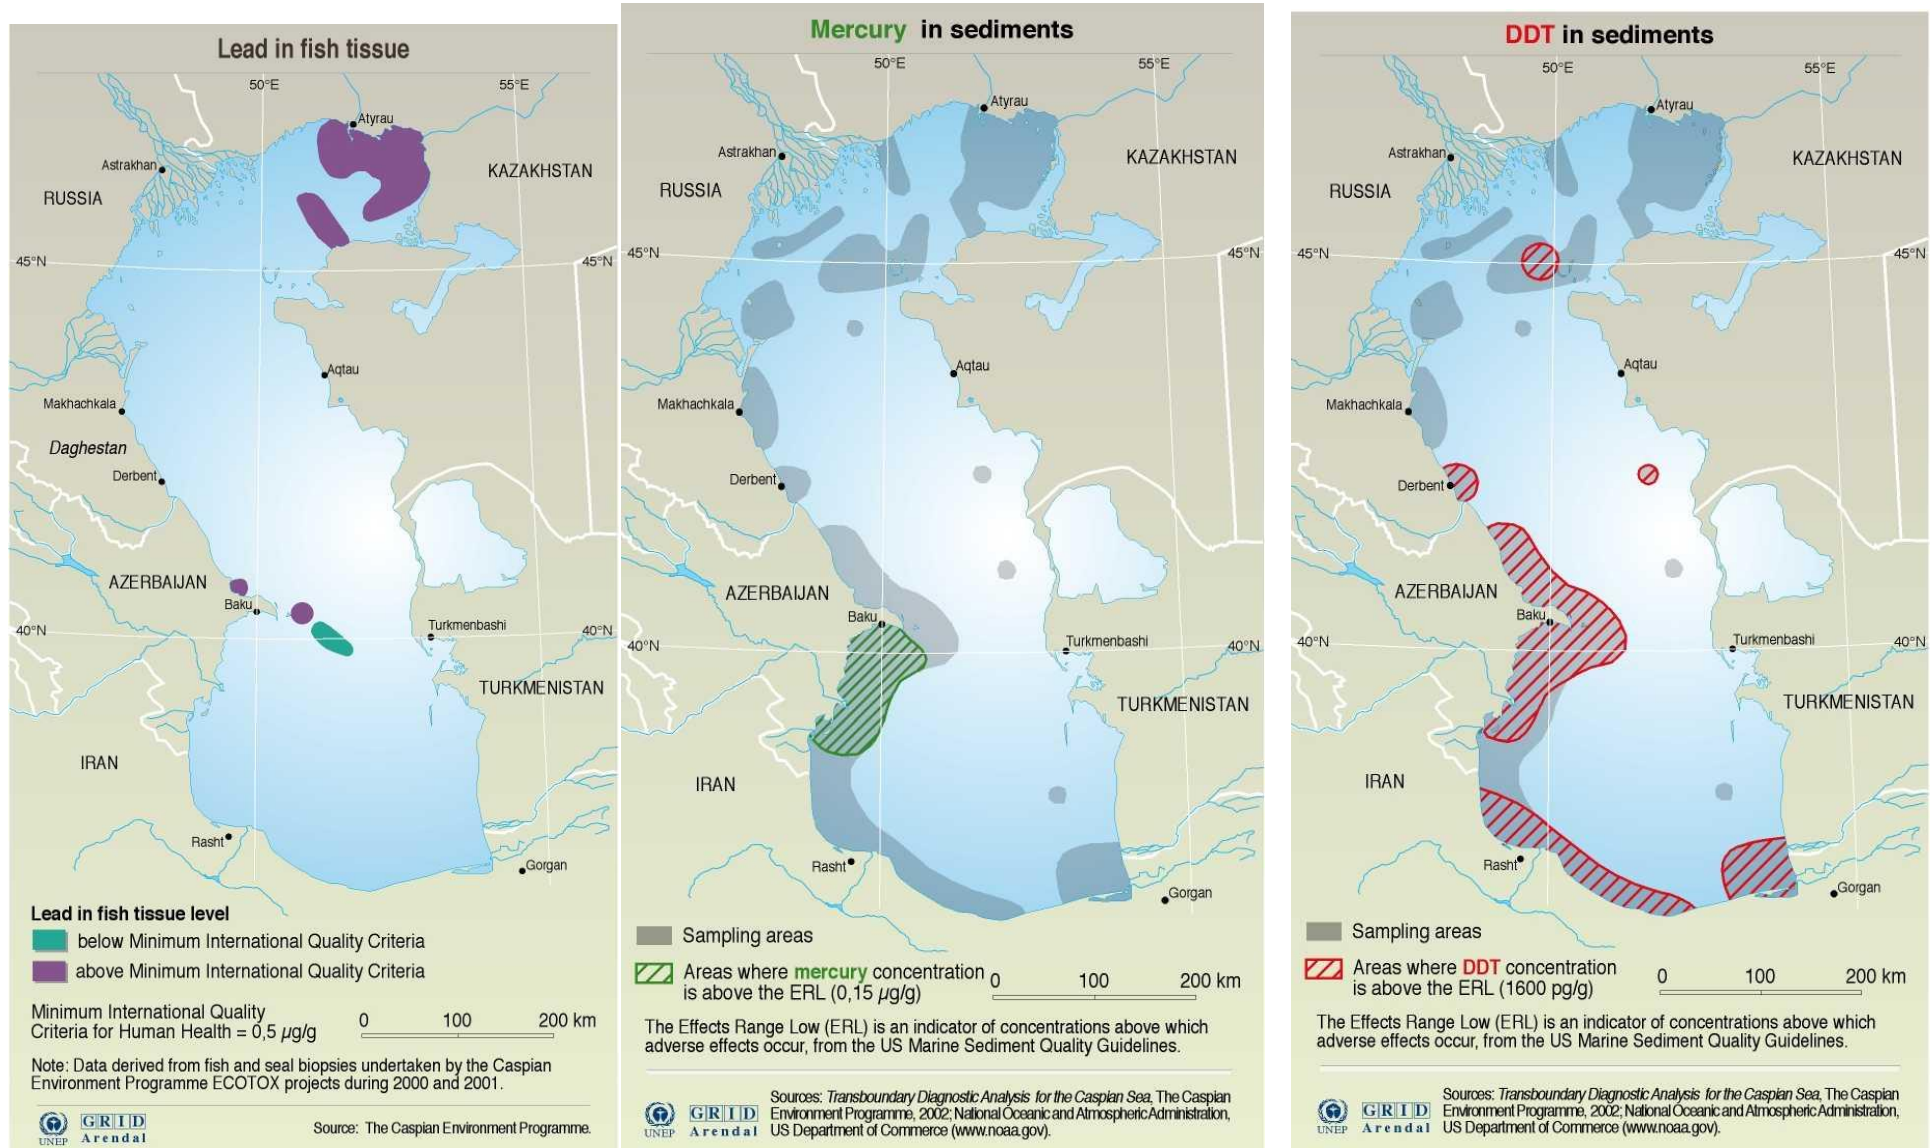 Lead in fish tissue
50°E
55°E
Atyrau
Astrakhan
KAZAKHSTAN
RUSSIA
45°N
45°N
Aqtau
Makhachkala
Daghestan
Derbent
AZERBAIJAN
Baku
40°N
40°N
Turkmenbashi
TURKMENISTAN
IRAN
Rasht
Gorgan
Lead in fish tissue level
below Minimum International Quality Criteria
above Minimum International Quality Criteria
Minimum International Quality
Criteria for Human Health = 0,5 µg/g
0 100 200 km
Note: Data derived from fish and seal biopsies undertaken by the Caspian
Environment Programme ECOTOX projects during 2000 and 2001.
UNEP
GRID
Arendal
Source: The Caspian Environment Programme.
Mercury in sediments
50°E
55°E
Atyrau
Astrakhan
KAZAKHSTAN
RUSSIA
45°N
45°N
Aqtau
Makhachkala
Derbent
AZERBAIJAN
Baku
40°N
40°N
Turkmenbashi
TURKMENISTAN
IRAN
Rasht
Gorgan
Sampling areas
Areas where mercury concentration
is above the ERL (0,15 µg/g)
0 100 200 km
The Effects Range Low (ERL) is an indicator of concentrations above which
adverse effects occur, from the US Marine Sediment Quality Guidelines.
UNEP
GRID
Arendal
Sources: Transboundary Diagnostic Analysis for the Caspian Sea, The Caspian
Environment Programme, 2002; National Oceanic and Atmospheric Administration,
US Department of Commerce (www.noaa.gov).
DDT in sediments
50°E
55°E
Atyrau
Astrakhan
KAZAKHSTAN
RUSSIA
45°N
45°N
Aqtau
Makhachkala
Derbent
AZERBAIJAN
Baku
40°N
40°N
Turkmenbashi
TURKMENISTAN
IRAN
Rasht
Gorgan
Sampling areas
Areas where DDT concentration
is above the ERL (1600 pg/g)
0 100 200 km
The Effects Range Low (ERL) is an indicator of concentrations above which
adverse effects occur, from the US Marine Sediment Quality Guidelines.
UNEP
GRID
Arendal
Sources: Transboundary Diagnostic Analysis for the Caspian Sea, The Caspian
Environment Programme, 2002; National Oceanic and Atmospheric Administration,
US Department of Commerce (www.noaa.gov).